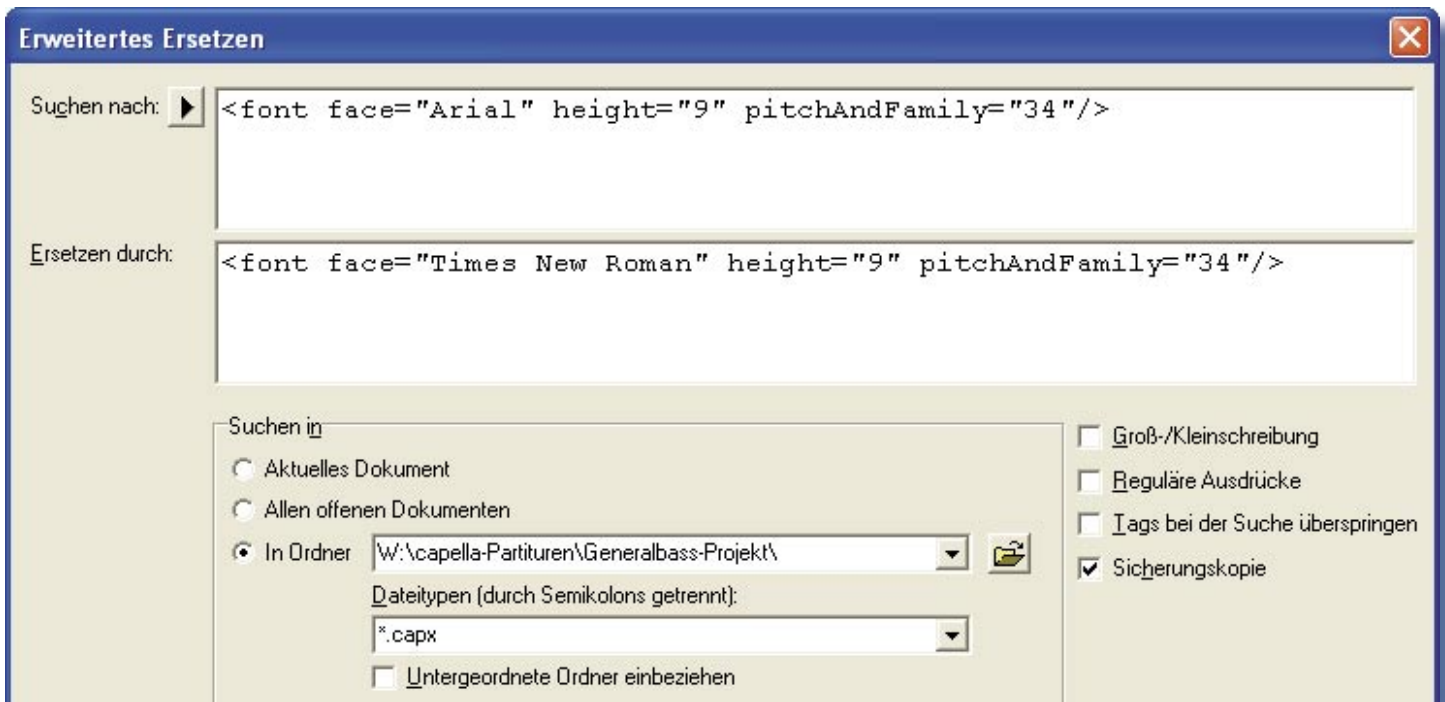 Erweitertes Ersetzen
Suchen nach:
<font face="Arial" height="9" pitchAndFamily="34"/>
Ersetzen durch:
<font face="Times New Roman" height="9" pitchAndFamily="34"/>
Suchen in
Aktuelles Dokument
Allen offenen Dokumenten
In Ordner W:\capella-Partituren\Generalbass-Projekt\
Dateitypen (durch Semikolons getrennt):
*.capx
Untergeordnete Ordner einbeziehen
Groß-/Kleinschreibung
Reguläre Ausdrücke
Tags bei der Suche überspringen
Sicherungskopie